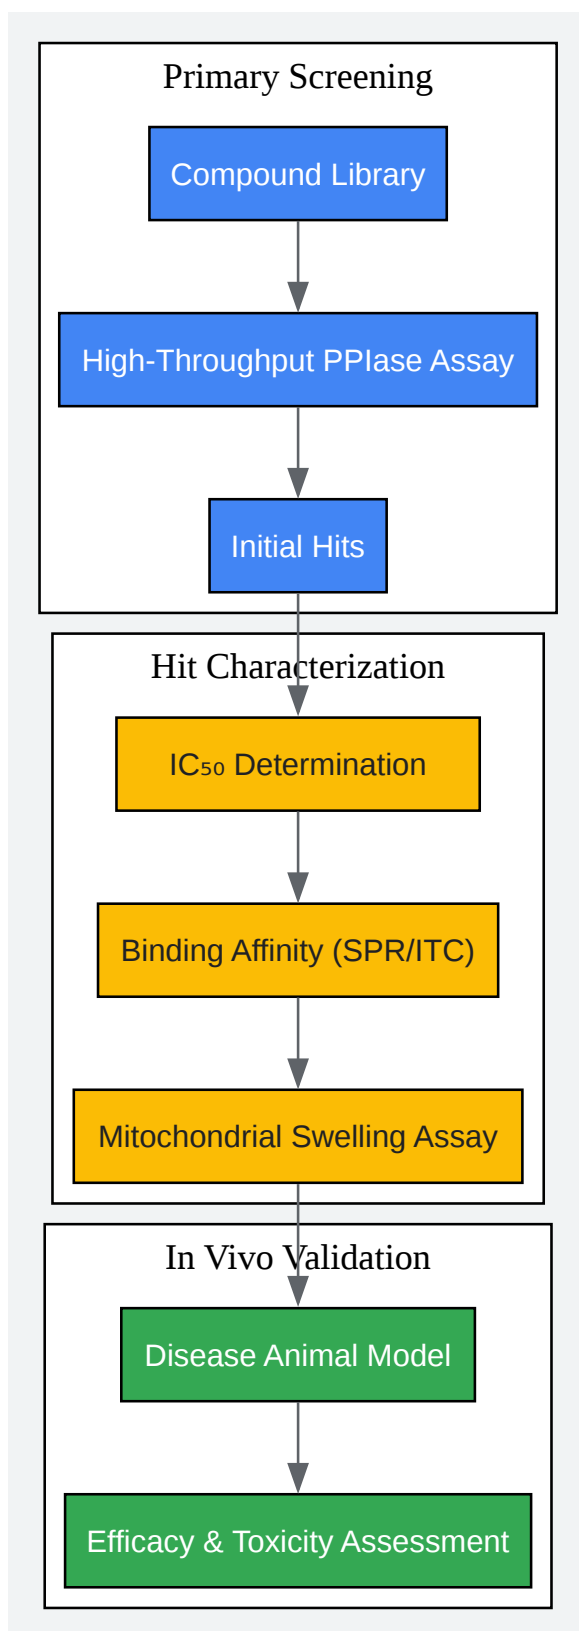 Primary Screening
Compound Library
High-Throughput PPIase Assay
Initial Hits
Hit Characterization
IC₅₀ Determination
Binding Affinity (SPR/ITC)
Mitochondrial Swelling Assay
In Vivo Validation
Disease Animal Model
Efficacy & Toxicity Assessment